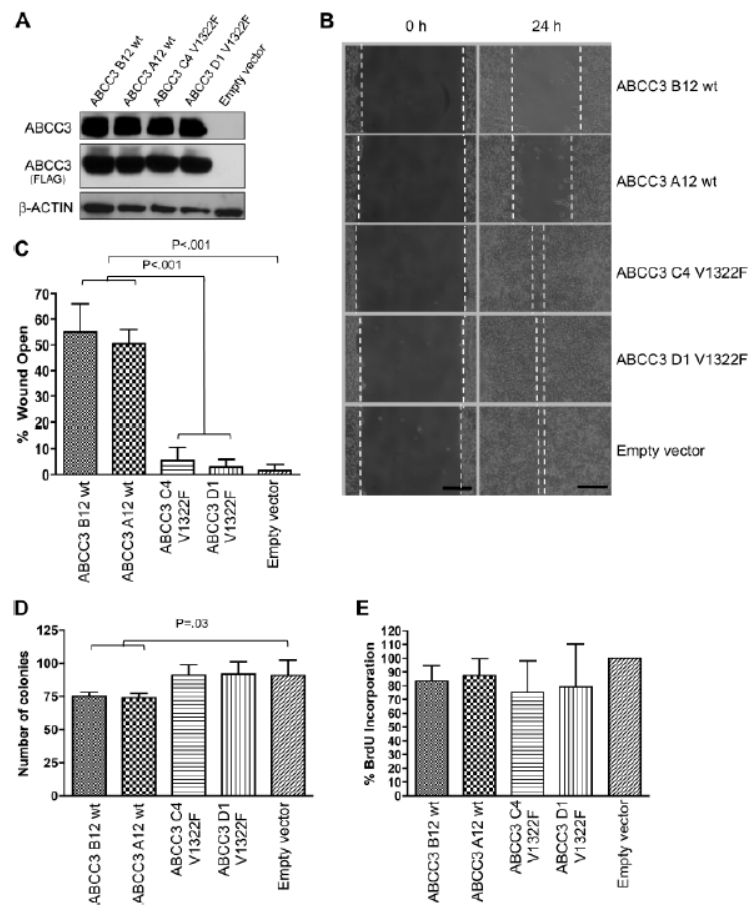 A
ABCC3 B12 wt
ABCC3 A12 wt
ABCC3 C4 V1322F
ABCC3 D1 V1322F
Empty vector
ABCC3
ABCC3
(FLAG)
β-ACTIN
B
0 h
24 h
ABCC3 B12 wt
ABCC3 A12 wt
ABCC3 C4 V1322F
ABCC3 D1 V1322F
Empty vector
C
P<.001
P<.001
% Wound Open
70
60
50
40
30
20
10
0
ABCC3 B12 wt
ABCC3 A12 wt
ABCC3 C4
V1322F
ABCC3 D1
V1322F
Empty vector
D
P=.03
Number of colonies
125
100
75
50
25
0
ABCC3 B12 wt
ABCC3 A12 wt
ABCC3 C4
V1322F
ABCC3 D1
V1322F
Empty vector
E
% BrdU Incorporation
120
110
100
90
80
70
60
50
40
30
20
10
0
ABCC3 B12 wt
ABCC3 A12 wt
ABCC3 C4
V1322F
ABCC3 D1
V1322F
Empty vector